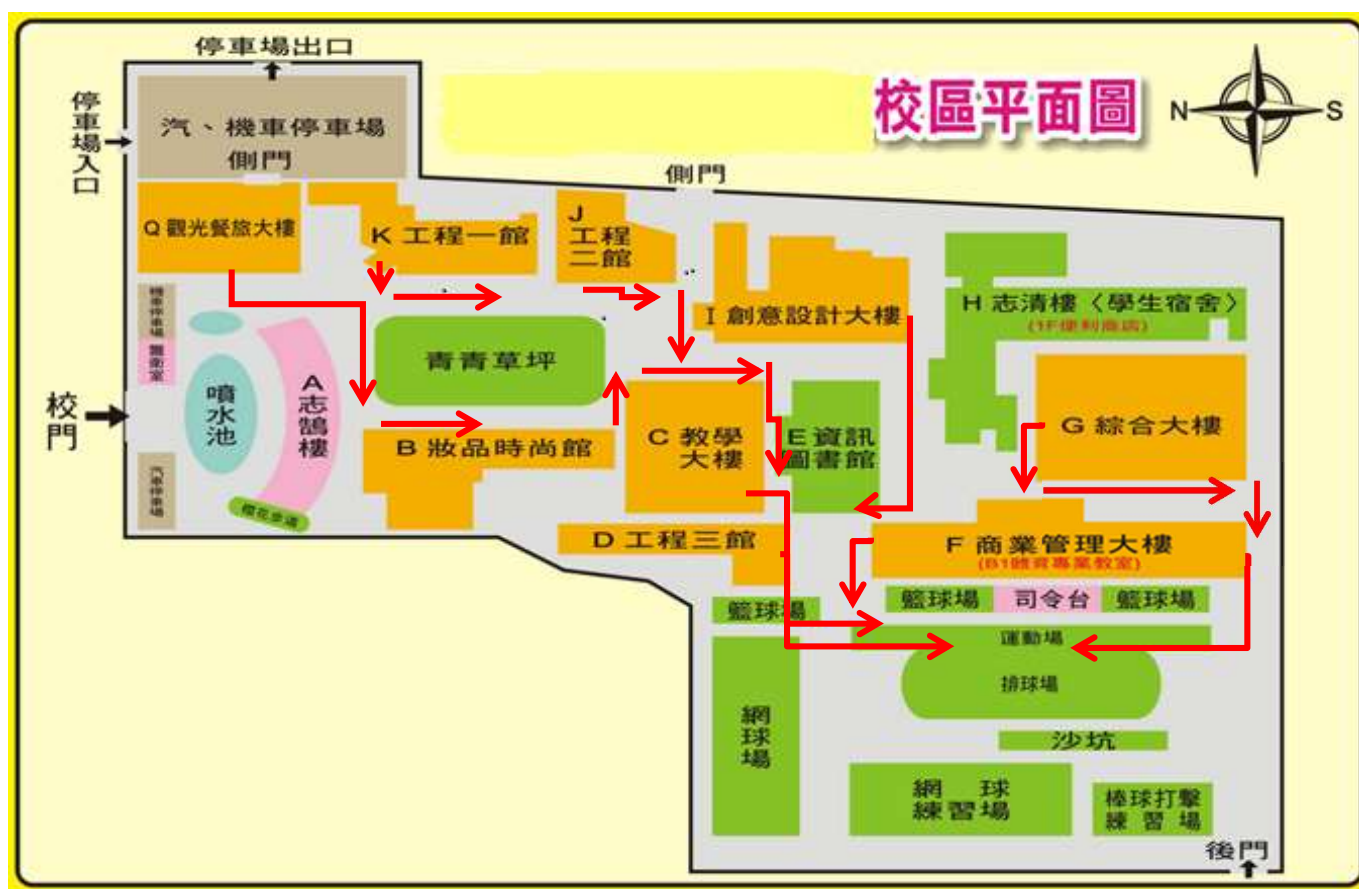 停車場出口
校區平面圖
N
S
停車場入口
汽、機車停車場
側門
側門
Q 觀光餐旅大樓
K 工程一館
J
工程
二館
I 創意設計大樓
H 志清樓〈學生宿舍〉
(1F便利商店)
機車停車場
警衛室
校門
噴水池
A志鵠樓
青青草坪
B 妝品時尚館
C 教學
大樓
E 資訊
圖書館
G 綜合大樓
汽車停車場
櫻花步道
D 工程三館
F 商業管理大樓
(B1體育專業教室)
籃球場
籃球場
司令台
籃球場
運動場
排球場
網球場
沙坑
網球
練習場
棒球打擊
練習場
後門